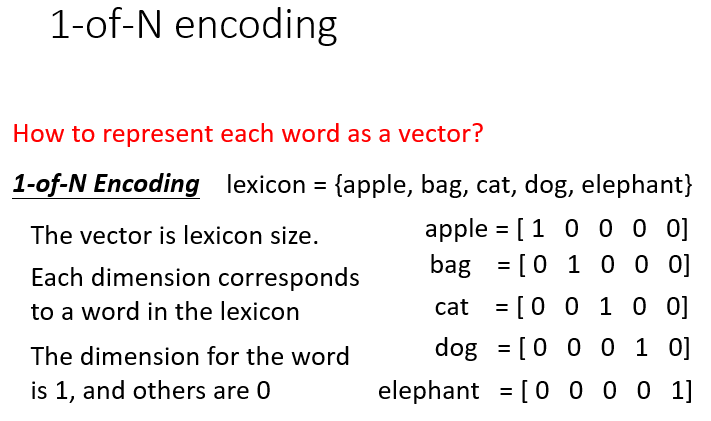 1-of-N encoding
How to represent each word as a vector?
1-of-N Encoding lexicon = {apple, bag, cat, dog, elephant}
The vector is lexicon size.
Each dimension corresponds
to a word in the lexicon
The dimension for the word
is 1, and others are 0
apple = [ 1 0 0 0 0]
bag = [ 0 1 0 0 0]
cat = [ 0 0 1 0 0]
dog = [ 0 0 0 1 0]
elephant = [ 0 0 0 0 1]